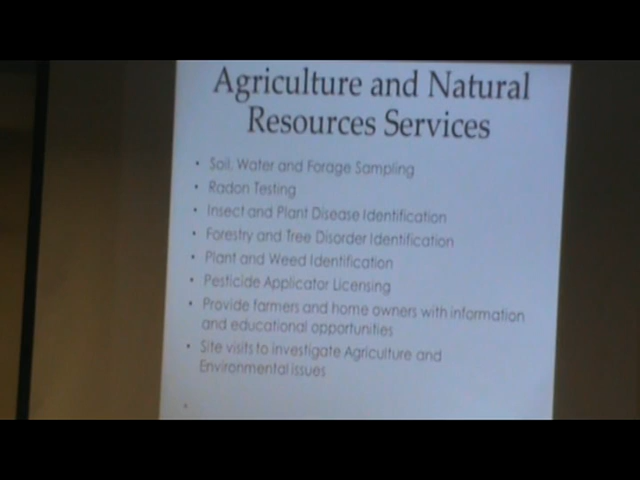 Agriculture and Natural
Resources Services
• Soil, Water and Forage Sampling
• Radon Testing
• Insect and Plant Disease Identification
• Forestry and Tree Disorder Identification
• Plant and Weed Identification
• Pesticide Applicator Licensing
• Provide farmers and home owners with information
and educational opportunities
• Site visits to investigate Agriculture and
Environmental issues